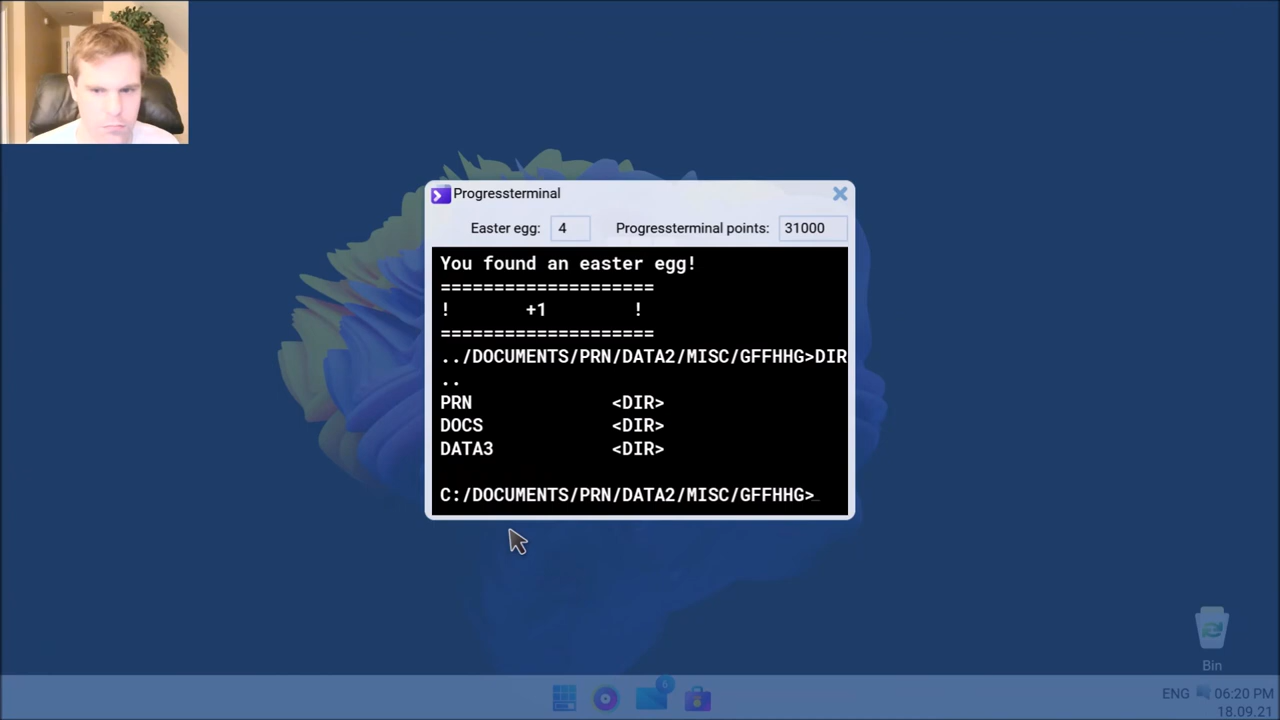 Progressterminal
Easter egg: 4 Progressterminal points: 31000
You found an easter egg!
====================
! +1 !
====================
../DOCUMENTS/PRN/DATA2/MISC/GFFHHG>DIR
..
PRN <DIR>
DOCS <DIR>
DATA3 <DIR>
C:/DOCUMENTS/PRN/DATA2/MISC/GFFHHG>_
6
Bin
ENG 06:20 PM
18.09.21